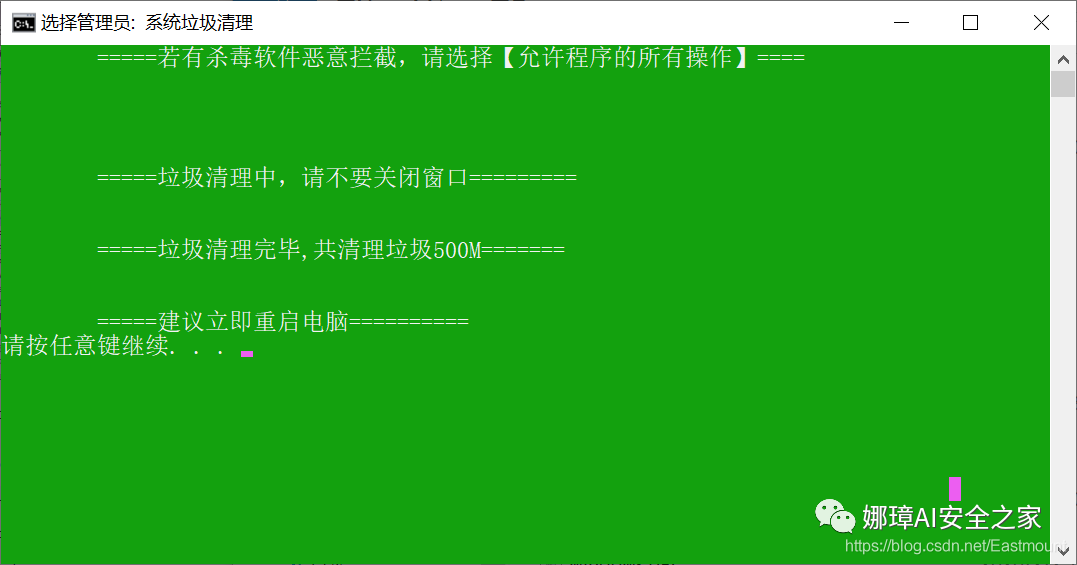 选择管理员: 系统垃圾清理
=====若有杀毒软件恶意拦截，请选择【允许程序的所有操作】====
=====垃圾清理中，请不要关闭窗口=========
=====垃圾清理完毕,共清理垃圾500M=======
=====建议立即重启电脑==========
请按任意键继续. . .
娜璋AI安全之家
https://blog.csdn.net/Eastmount